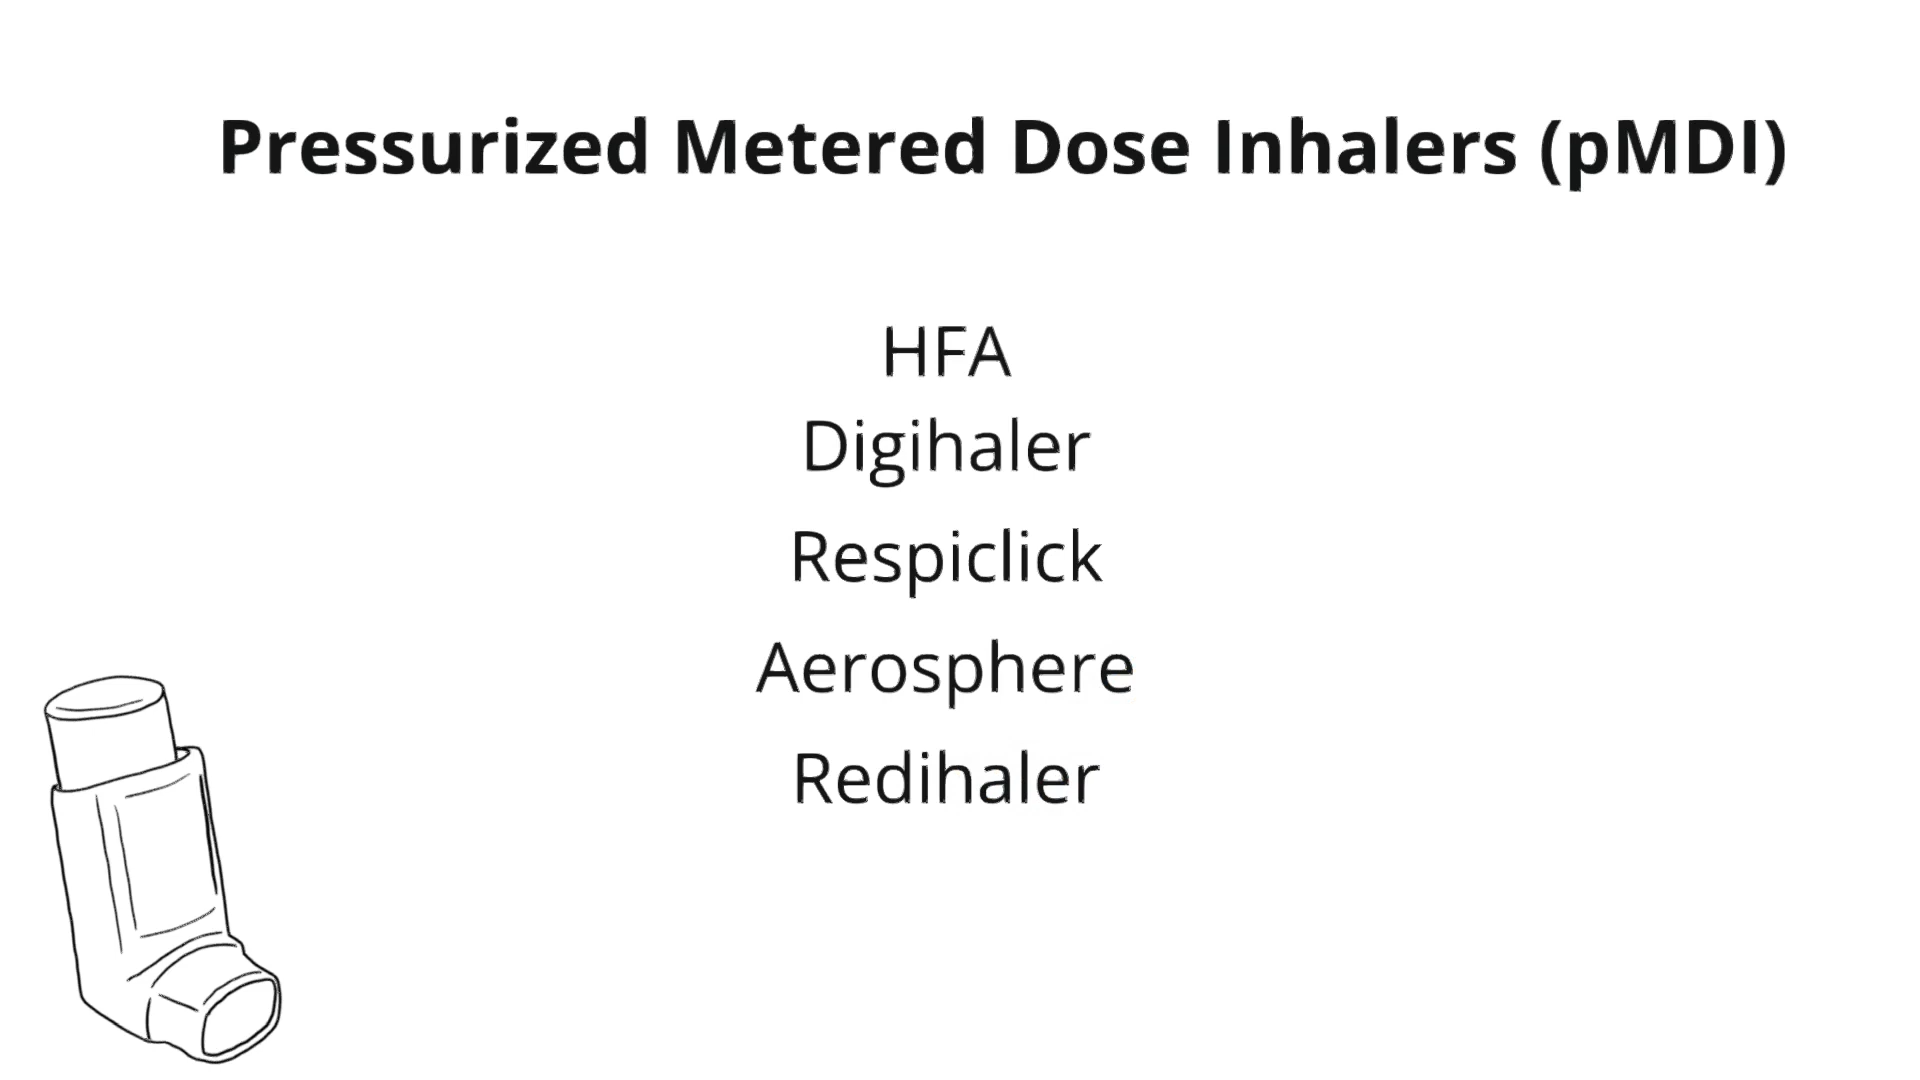 Pressurized Metered Dose Inhalers (pMDI)
HFA
Digihaler
Respiclick
Aerosphere
Redihaler